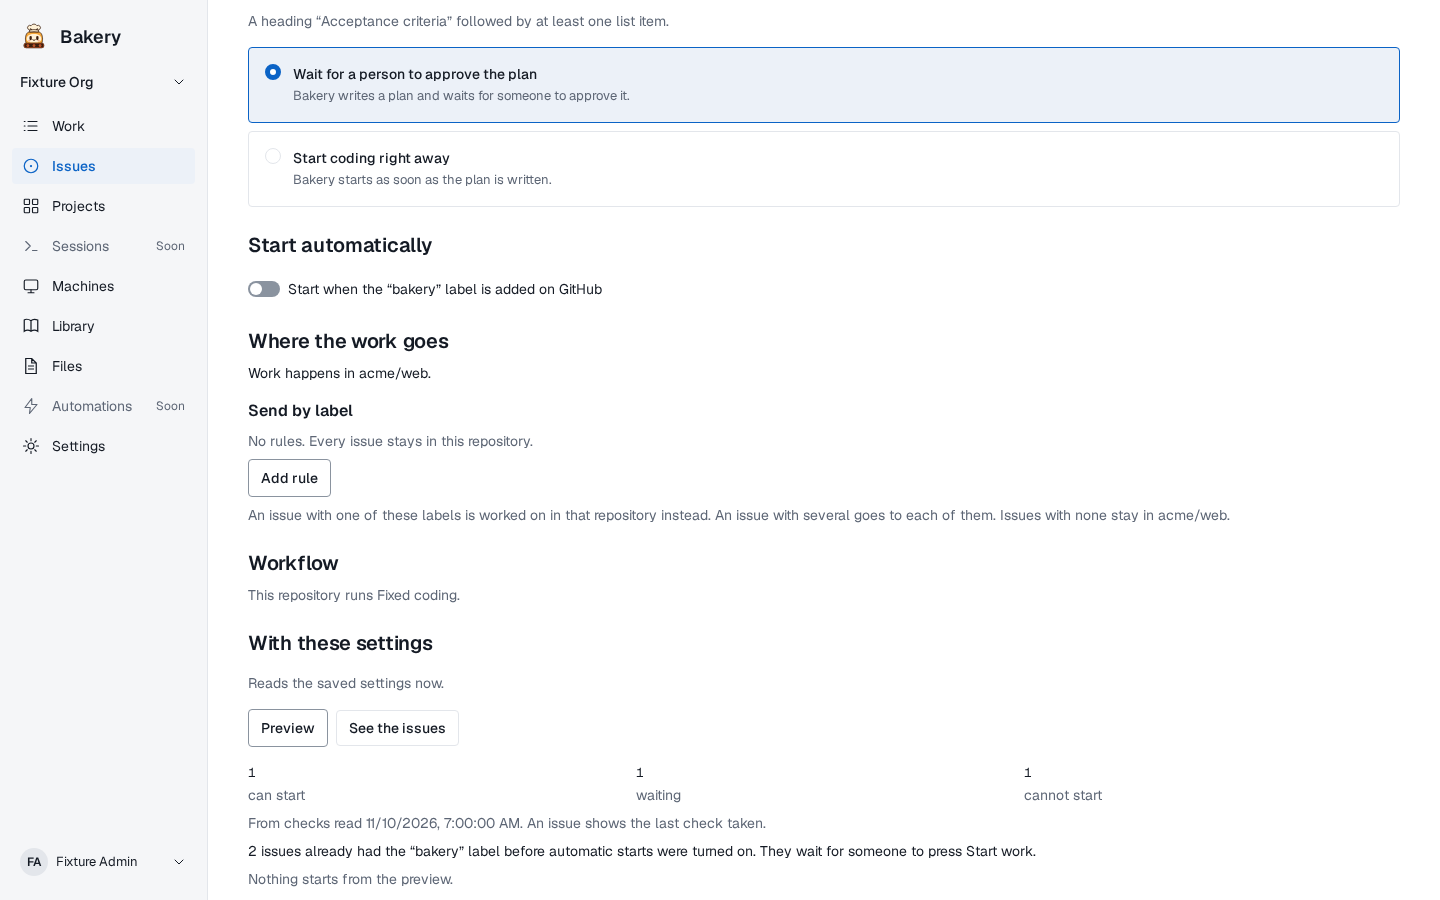 Bakery
Fixture Org
Work
Issues
Projects
Sessions Soon
Machines
Library
Files
Automations Soon
Settings
FA Fixture Admin
A heading “Acceptance criteria” followed by at least one list item.
Wait for a person to approve the plan
Bakery writes a plan and waits for someone to approve it.
Start coding right away
Bakery starts as soon as the plan is written.
Start automatically
Start when the “bakery” label is added on GitHub
Where the work goes
Work happens in acme/web.
Send by label
No rules. Every issue stays in this repository.
Add rule
An issue with one of these labels is worked on in that repository instead. An issue with several goes to each of them. Issues with none stay in acme/web.
Workflow
This repository runs Fixed coding.
With these settings
Reads the saved settings now.
Preview See the issues
1 1 1
can start waiting cannot start
From checks read 11/10/2026, 7:00:00 AM. An issue shows the last check taken.
2 issues already had the “bakery” label before automatic starts were turned on. They wait for someone to press Start work.
Nothing starts from the preview.